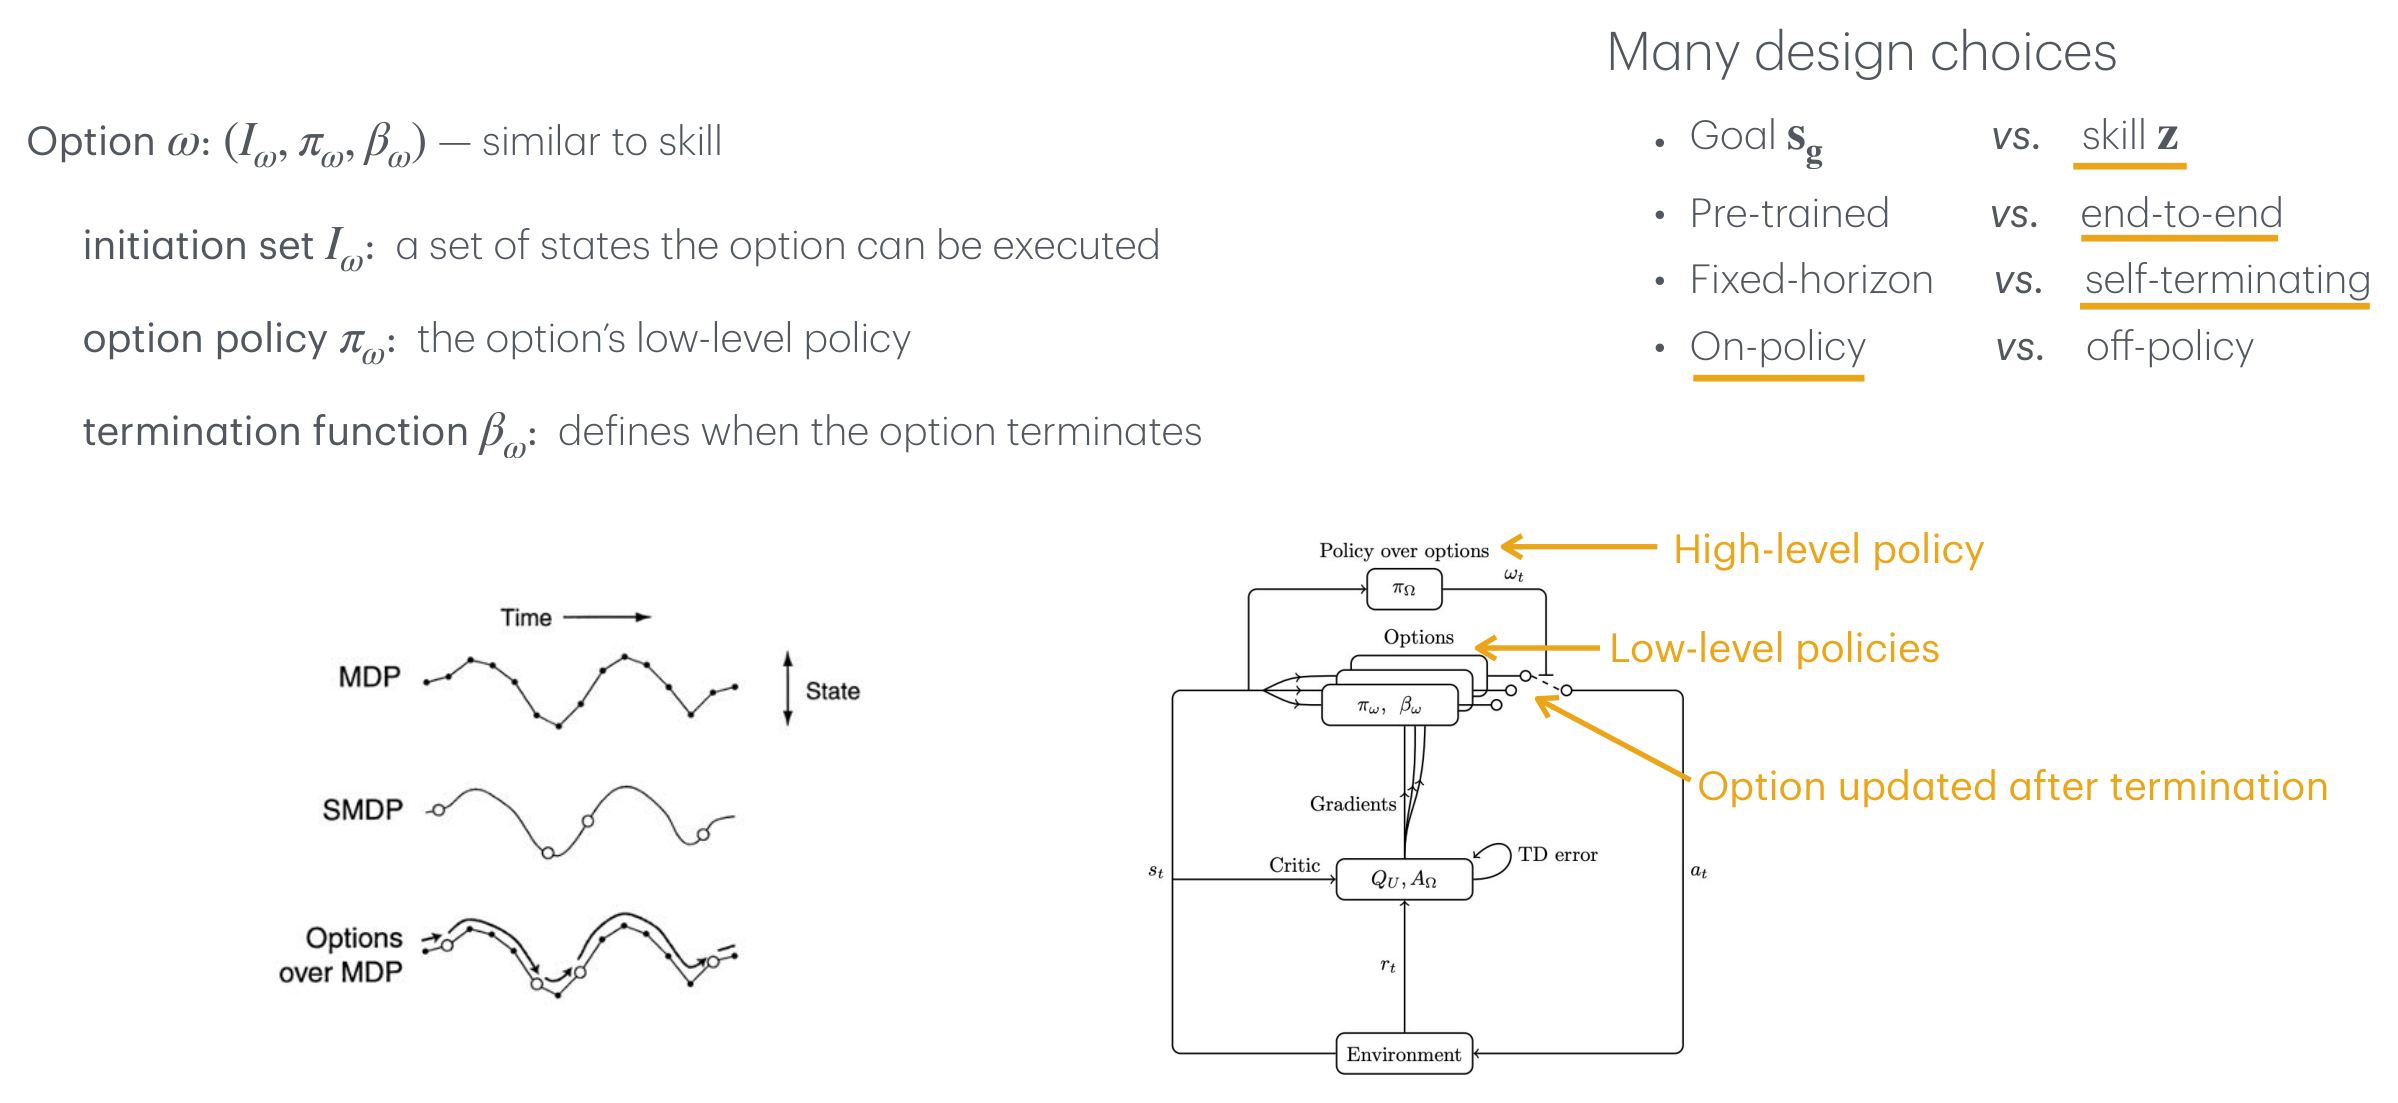 Many design choices
Option ω: (I_ω, π_ω, β_ω) — similar to skill
initiation set I_ω: a set of states the option can be executed
option policy π_ω: the option’s low-level policy
termination function β_ω: defines when the option terminates
• Goal s_g vs. skill z
• Pre-trained vs. end-to-end
• Fixed-horizon vs. self-terminating
• On-policy vs. off-policy
Time
MDP
State
SMDP
Options
over MDP
Policy over options
High-level policy
π_Ω
ω_t
Options
Low-level policies
π_ω, β_ω
Option updated after termination
Gradients
Critic
TD error
Q_U, A_Ω
s_t
a_t
r_t
Environment